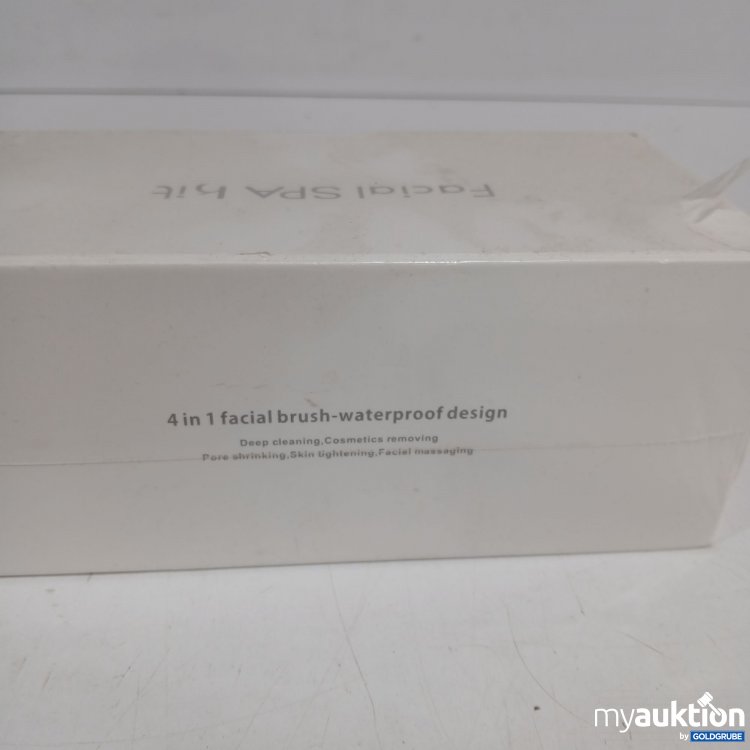 Facial SPA hit
4 in 1 facial brush-waterproof design
Deep cleaning,Cosmetics removing
Pore shrinking,Skin tightening,Facial massaging
myauktion
by GOLDGRUBE